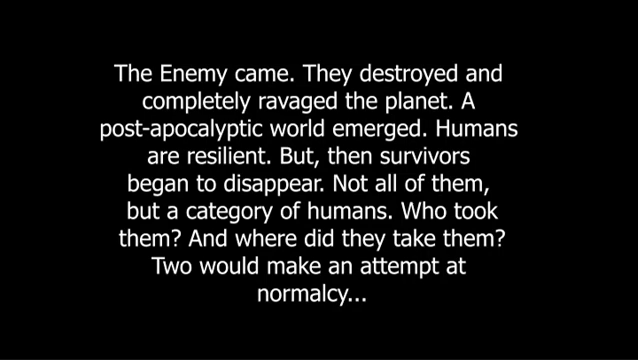 The Enemy came. They destroyed and
completely ravaged the planet. A
post-apocalyptic world emerged. Humans
are resilient. But, then survivors
began to disappear. Not all of them,
but a category of humans. Who took
them? And where did they take them?
Two would make an attempt at
normalcy...